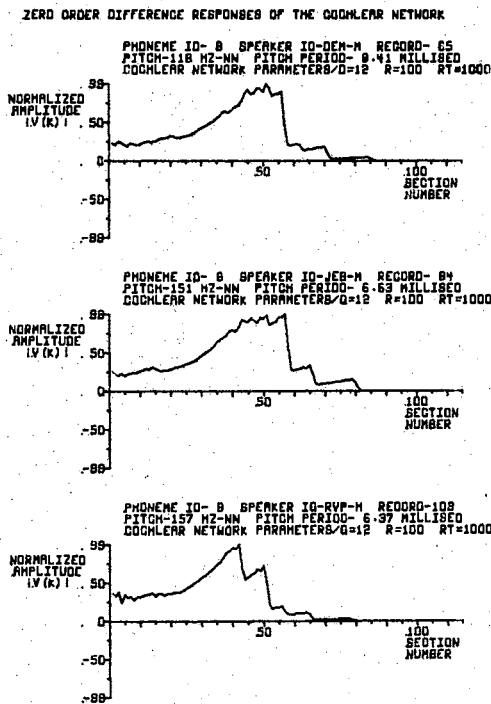 ZERO ORDER DIFFERENCE RESPONSES OF THE COCHLEAR NETWORK
PHONEME ID- 8 SPEAKER ID-DEM-M RECORD- 65
PITCH-118 HZ-NN PITCH PERIOD- 8.41 MILLISEC
COCHLEAR NETWORK PARAMETERS/Q=12 R=100 RT=1000
.99
NORMALIZED
AMPLITUDE
|.V(K)|
.50
0
.50
.100
SECTION
NUMBER
.-50
.-99
PHONEME ID- 8 SPEAKER ID-JEB-M RECORD- 84
PITCH-151 HZ-NN PITCH PERIOD- 6.63 MILLISEC
COCHLEAR NETWORK PARAMETERS/Q=12 R=100 RT=1000
.99
NORMALIZED
AMPLITUDE
|.V(K)|
.50
0
.50
.100
SECTION
NUMBER
.-50
.-99
PHONEME ID- 8 SPEAKER ID-RVP-M RECORD-103
PITCH-157 HZ-NN PITCH PERIOD- 6.37 MILLISEC
COCHLEAR NETWORK PARAMETERS/Q=12 R=100 RT=1000
.99
NORMALIZED
AMPLITUDE
|.V(K)|
.50
0
.50
.100
SECTION
NUMBER
.-50
.-99